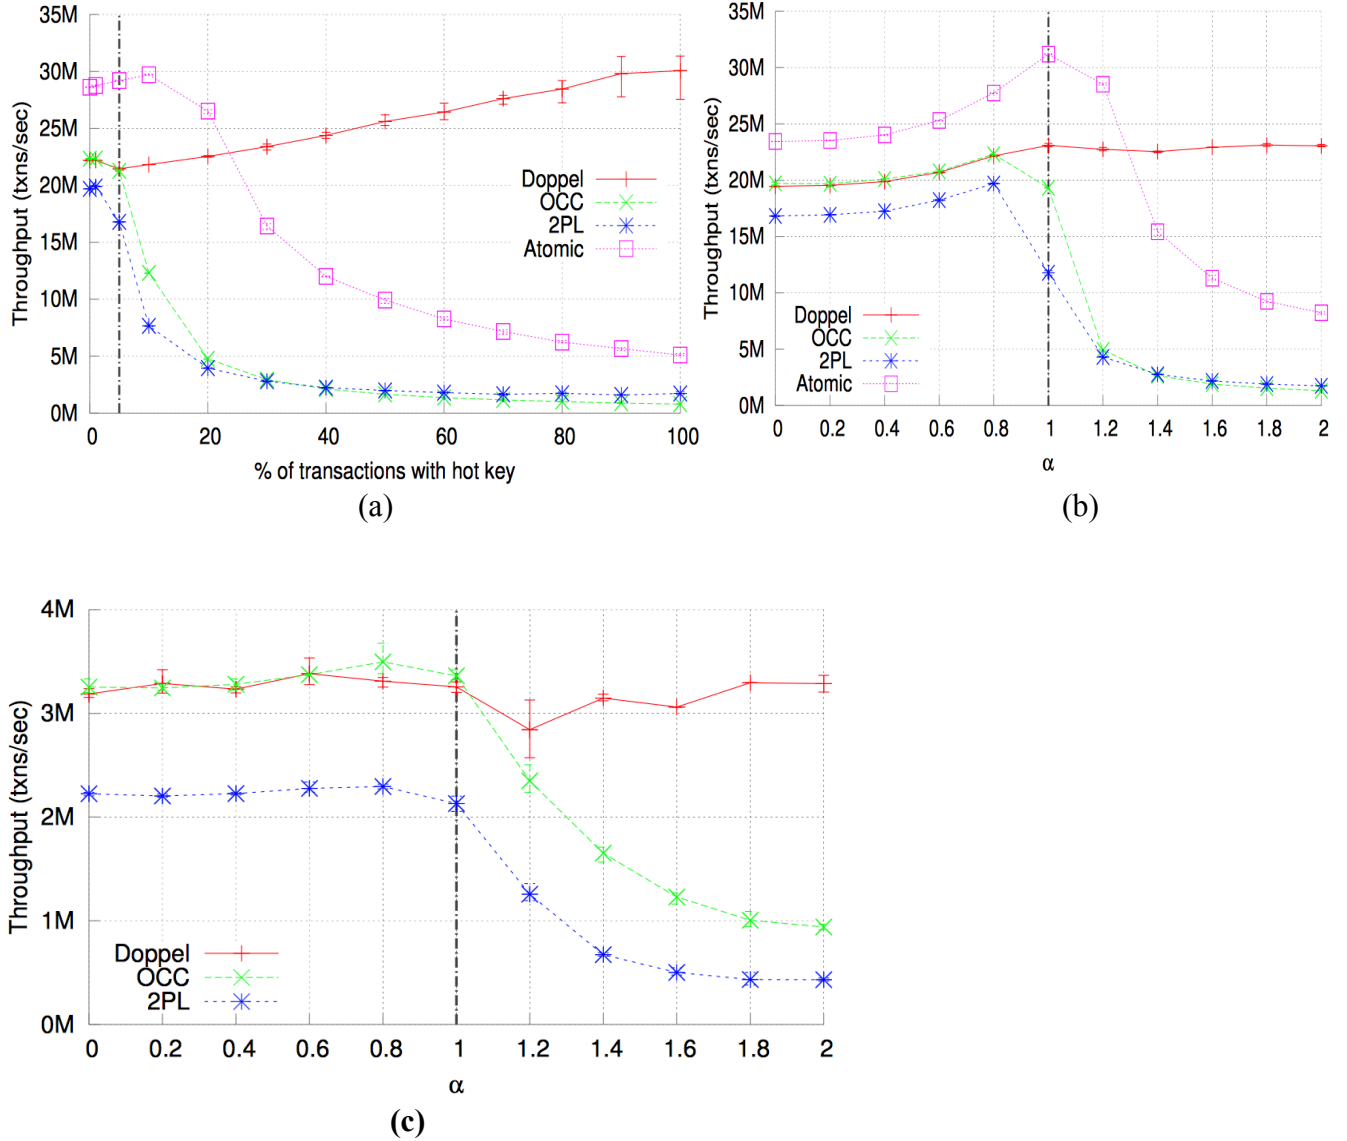 35M
30M
25M
20M
15M
10M
5M
0M
Throughput (txns/sec)
Doppel
OCC
2PL
Atomic
0 20 40 60 80 100
% of transactions with hot key
(a)
35M
30M
25M
20M
15M
10M
5M
0M
Throughput (txns/sec)
Doppel
OCC
2PL
Atomic
0 0.2 0.4 0.6 0.8 1 1.2 1.4 1.6 1.8 2
α
(b)
4M
3M
2M
1M
0M
Throughput (txns/sec)
Doppel
OCC
2PL
0 0.2 0.4 0.6 0.8 1 1.2 1.4 1.6 1.8 2
α
(c)